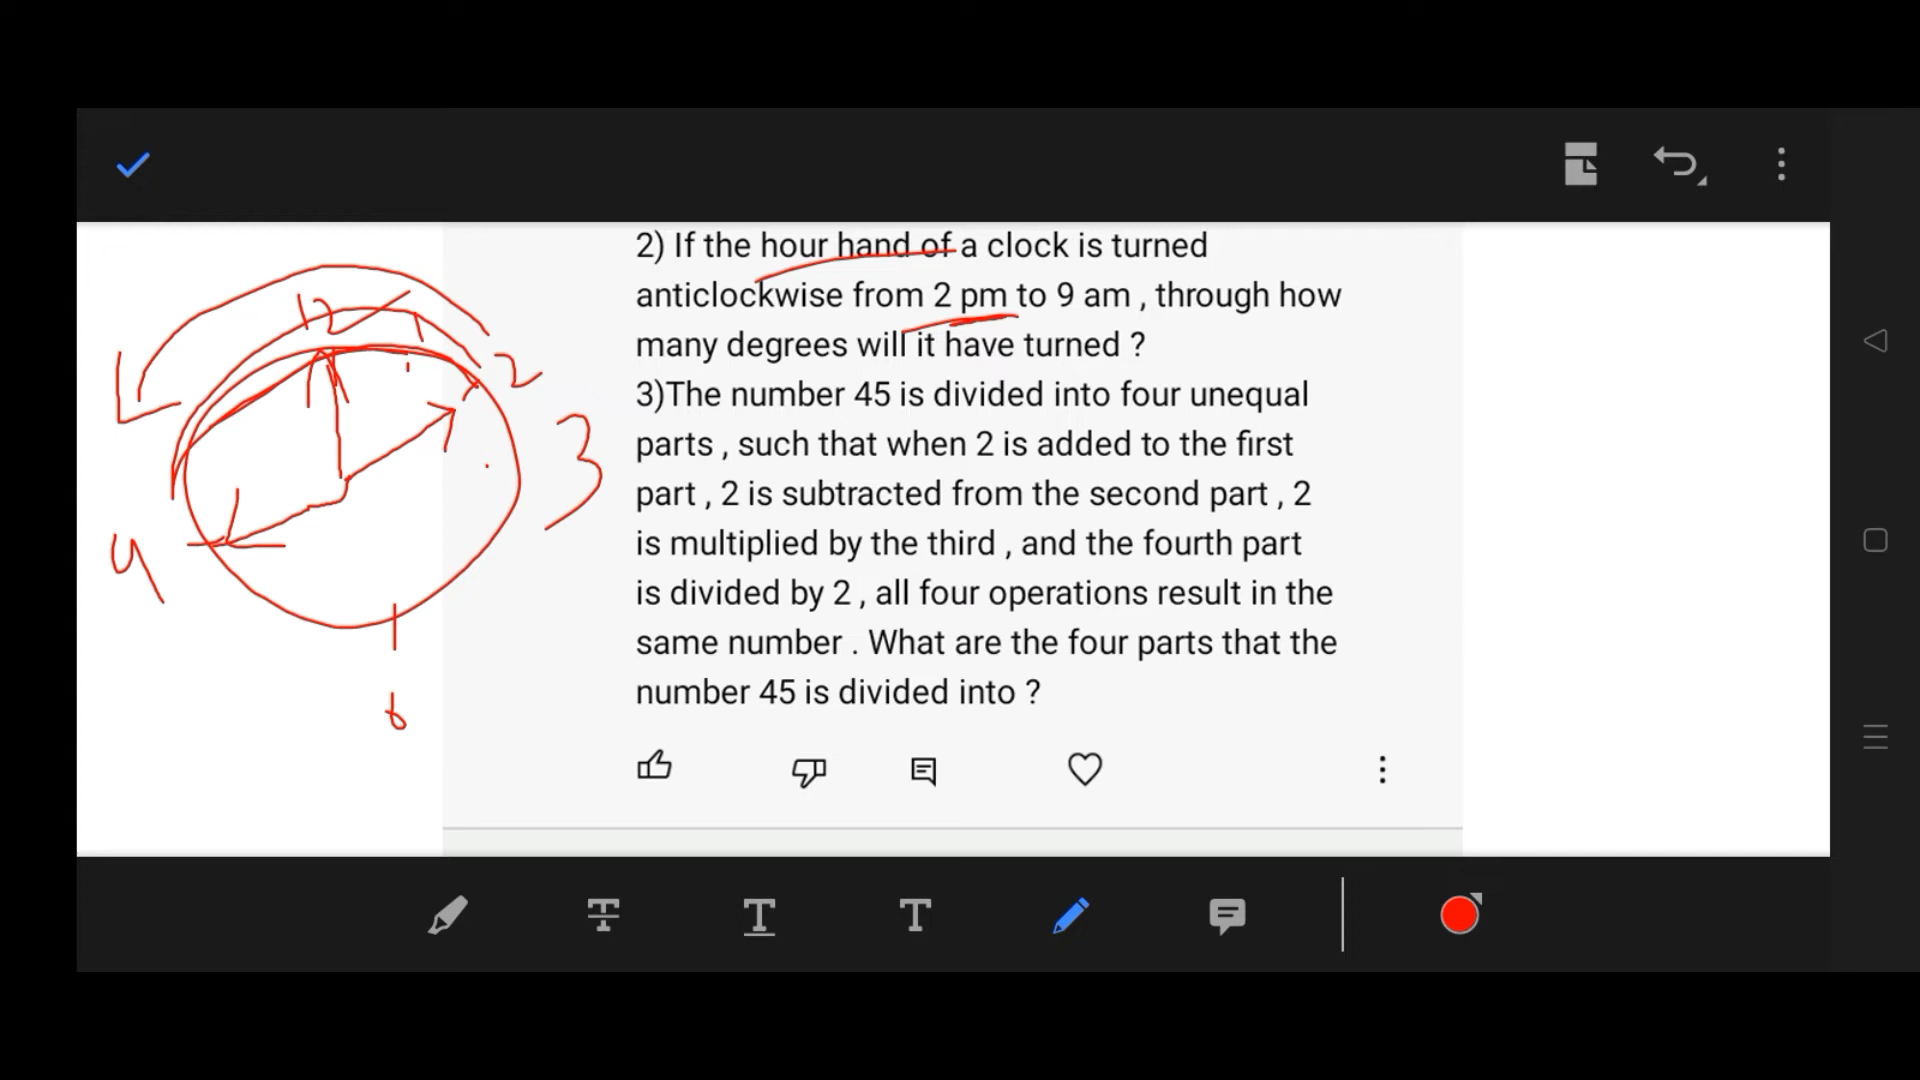 2) If the hour hand of a clock is turned
anticlockwise from 2 pm to 9 am , through how
many degrees will it have turned ?
3)The number 45 is divided into four unequal
parts , such that when 2 is added to the first
part , 2 is subtracted from the second part , 2
is multiplied by the third , and the fourth part
is divided by 2 , all four operations result in the
same number . What are the four parts that the
number 45 is divided into ?
12
1
2
3
9
6
T
T
T